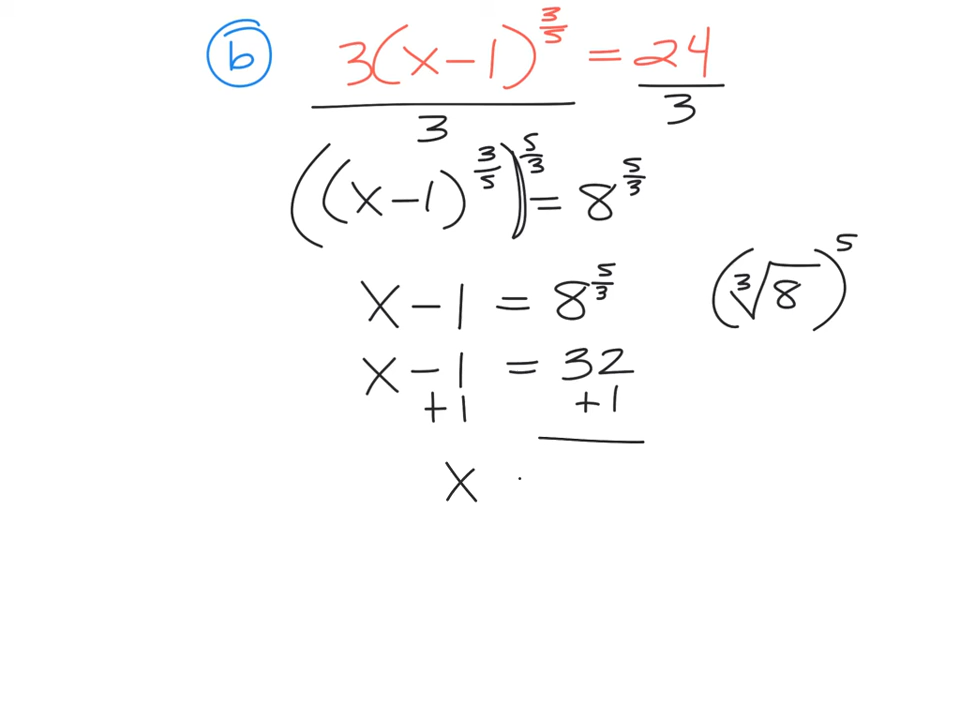 b 3(x-1)^{3/5} = 24
3 3
((x-1)^{3/5})^{5/3} = 8^{5/3}
x-1 = 8^{5/3} (∛8)^5
x-1 = 32
+1 +1
x